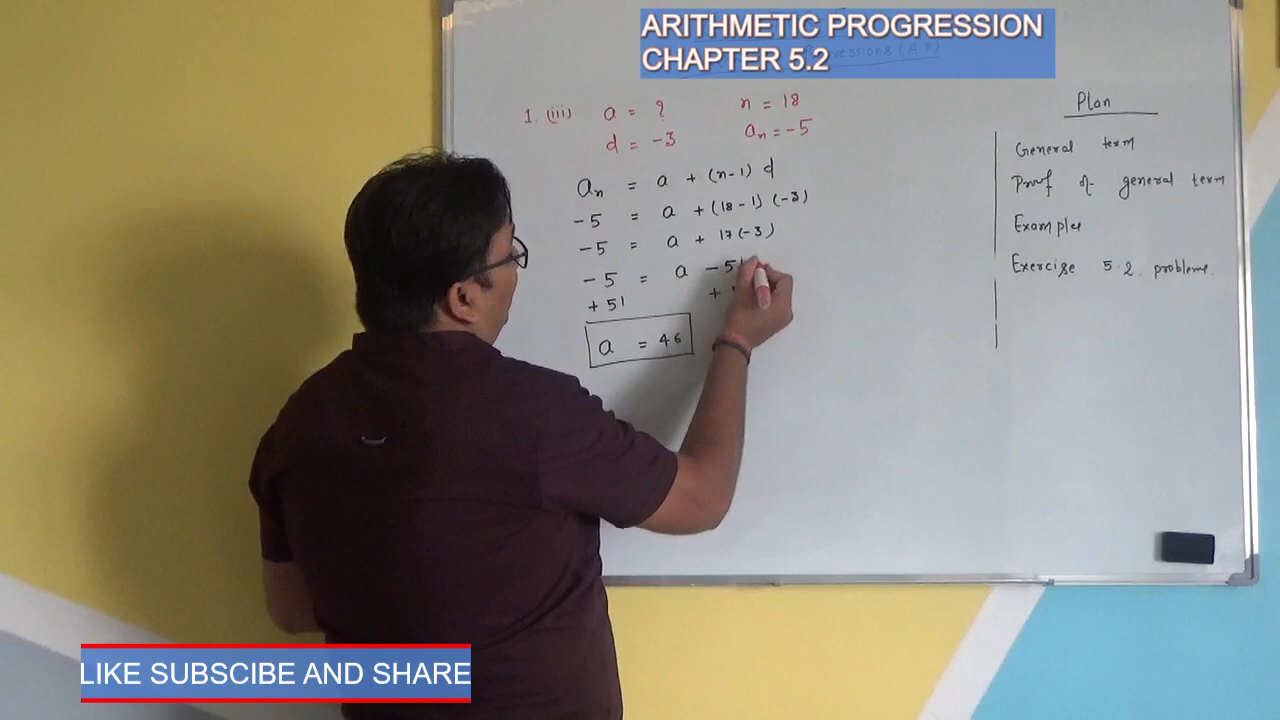 ARITHMETIC PROGRESSION
CHAPTER 5.2
1. (iii) a = ? n = 18
d = -3 aₙ = -5
aₙ = a + (n-1) d
-5 = a + (18-1) (-3)
-5 = a + 17 (-3)
-5 = a - 51
+ 51 +
a = 46
Plan
General term
Proof of general term
Examples
Exercise 5.2 problems.
LIKE SUBSCIBE AND SHARE